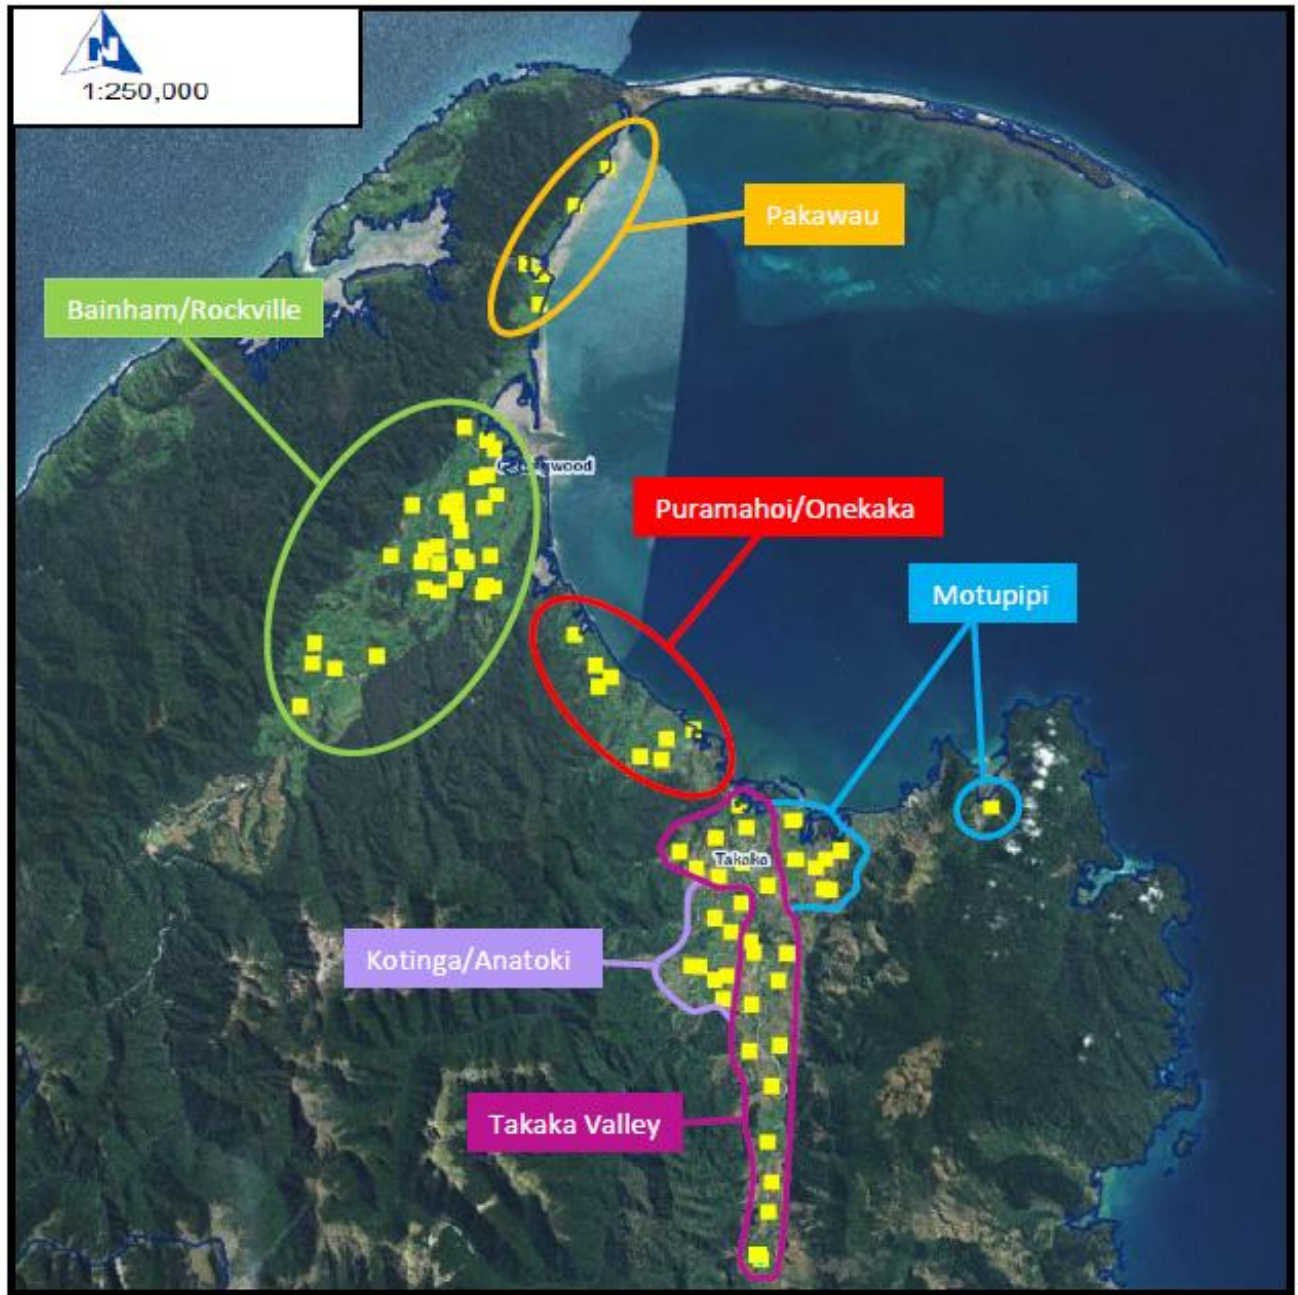 N
1:250,000
Pakawau
Bainham/Rockville
Puramahoi/Onekaka
Motupipi
Takaka
Kotinga/Anatoki
Takaka Valley